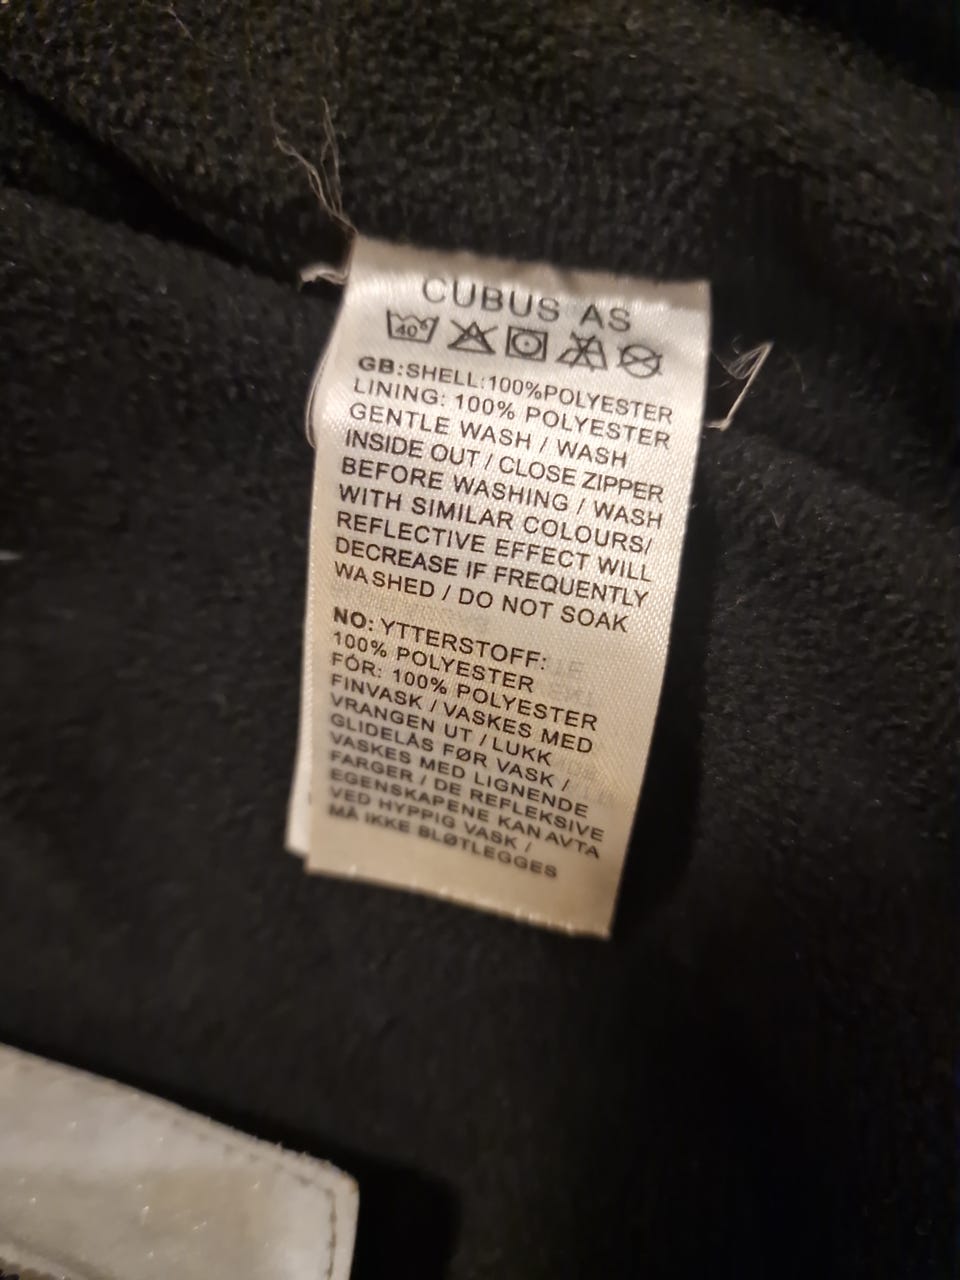 CUBUS AS
40°
GB:SHELL:100%POLYESTER
LINING: 100% POLYESTER
GENTLE WASH / WASH
INSIDE OUT / CLOSE ZIPPER
BEFORE WASHING / WASH
WITH SIMILAR COLOURS/
REFLECTIVE EFFECT WILL
DECREASE IF FREQUENTLY
WASHED / DO NOT SOAK
NO: YTTERSTOFF:
100% POLYESTER
FÓR: 100% POLYESTER
FINVASK / VASKES MED
VRANGEN UT / LUKK
GLIDELÅS FØR VASK /
VASKES MED LIGNENDE
FARGER / DE REFLEKSIVE
EGENSKAPENE KAN AVTA
VED HYPPIG VASK /
MÅ IKKE BLØTLEGGES